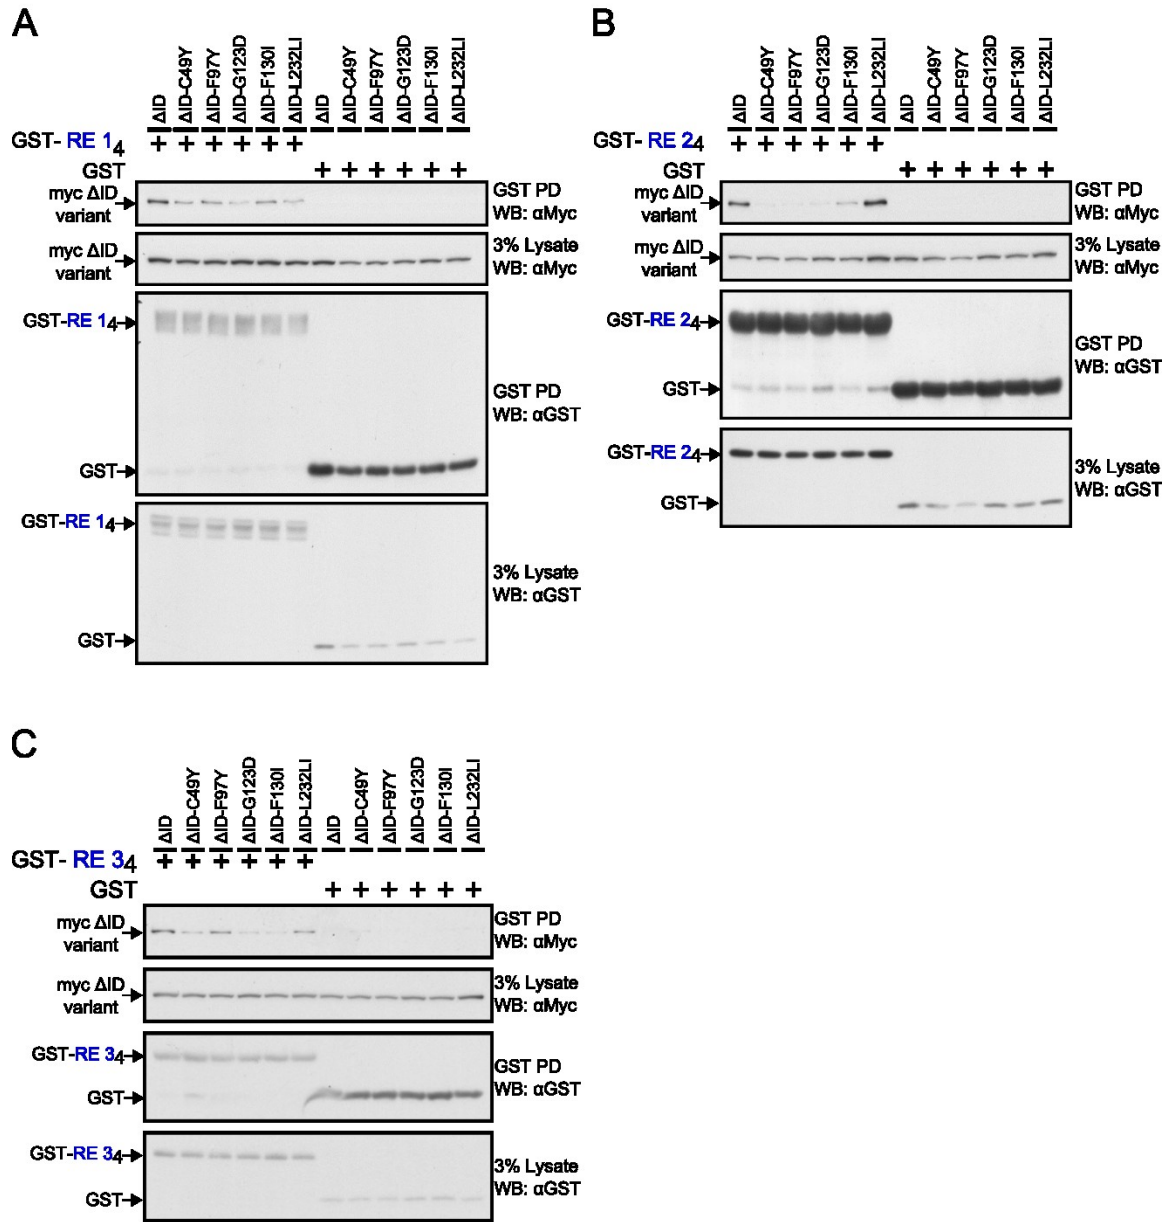 A
ΔID
ΔID-C49Y
ΔID-F97Y
ΔID-G123D
ΔID-F130I
ΔID-L232LI
ΔID
ΔID-C49Y
ΔID-F97Y
ΔID-G123D
ΔID-F130I
ΔID-L232LI
GST- RE 14 + + + + + +
GST + + + + + +
myc ΔID
variant
GST PD
WB: αMyc
myc ΔID
variant
3% Lysate
WB: αMyc
GST-RE 14
GST
GST PD
WB: αGST
GST-RE 14
GST
3% Lysate
WB: αGST
B
ΔID
ΔID-C49Y
ΔID-F97Y
ΔID-G123D
ΔID-F130I
ΔID-L232LI
ΔID
ΔID-C49Y
ΔID-F97Y
ΔID-G123D
ΔID-F130I
ΔID-L232LI
GST- RE 24 + + + + + +
GST + + + + + +
myc ΔID
variant
GST PD
WB: αMyc
myc ΔID
variant
3% Lysate
WB: αMyc
GST-RE 24
GST
GST PD
WB: αGST
GST-RE 24
GST
3% Lysate
WB: αGST
C
ΔID
ΔID-C49Y
ΔID-F97Y
ΔID-G123D
ΔID-F130I
ΔID-L232LI
ΔID
ΔID-C49Y
ΔID-F97Y
ΔID-G123D
ΔID-F130I
ΔID-L232LI
GST- RE 34 + + + + + +
GST + + + + + +
myc ΔID
variant
GST PD
WB: αMyc
myc ΔID
variant
3% Lysate
WB: αMyc
GST-RE 34
GST
GST PD
WB: αGST
GST-RE 34
GST
3% Lysate
WB: αGST